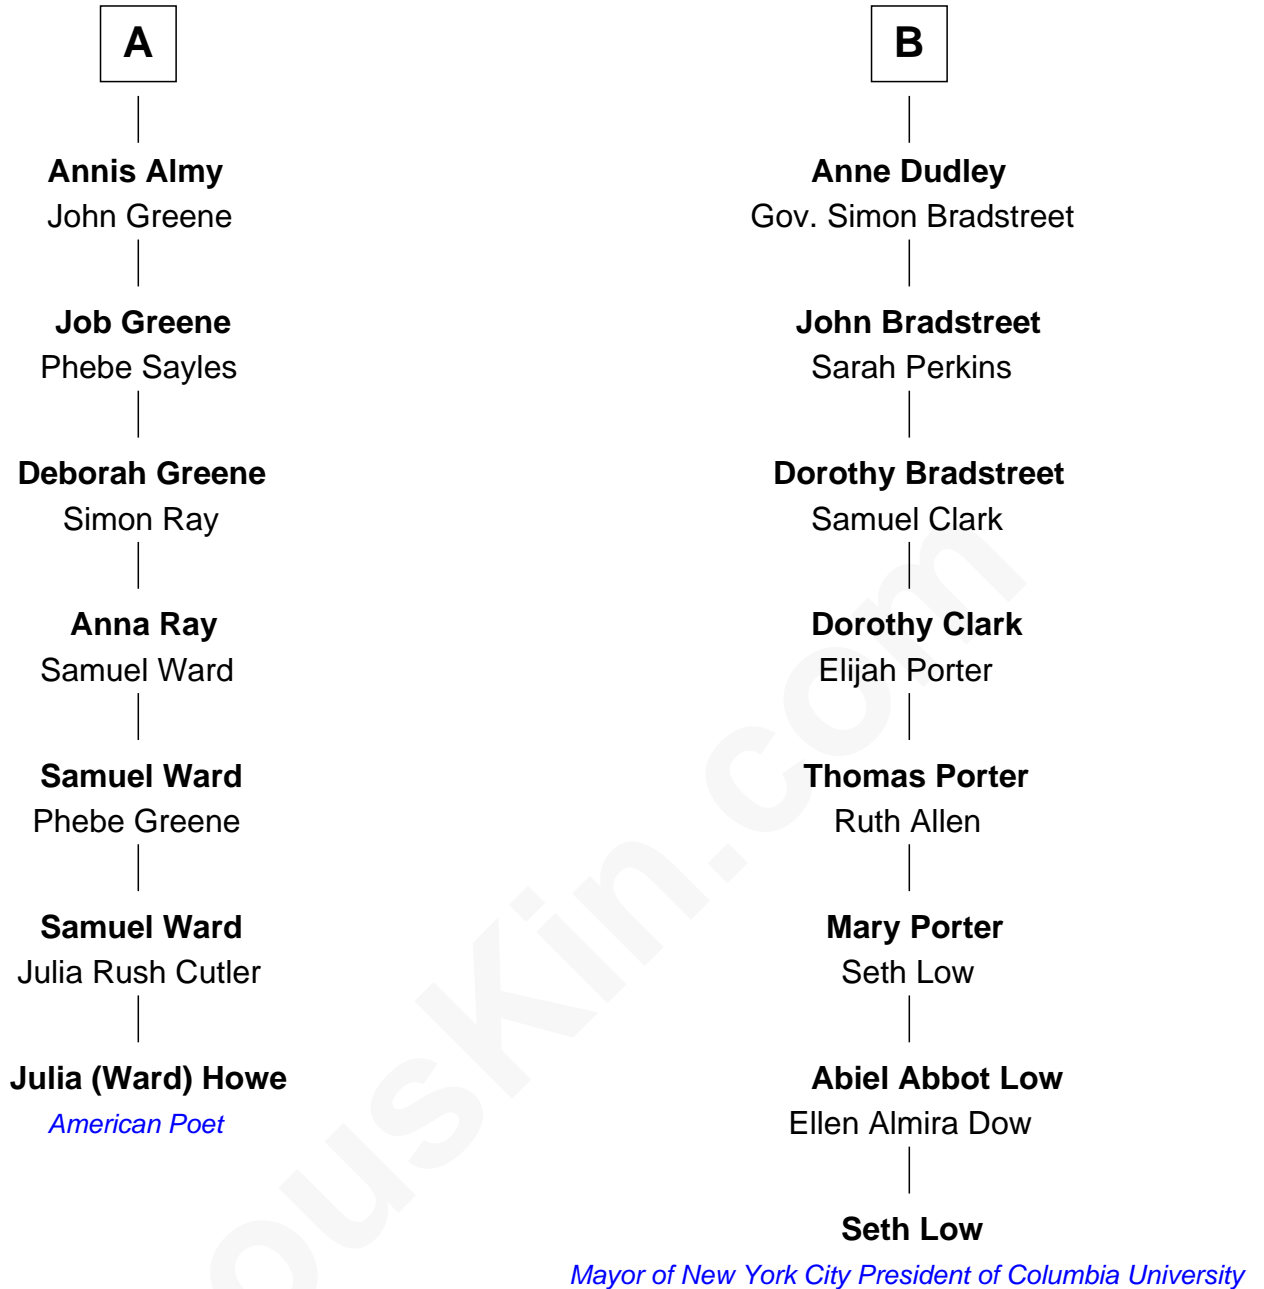 A
Annis Almy
John Greene
Job Greene
Phebe Sayles
Deborah Greene
Simon Ray
Anna Ray
Samuel Ward
Samuel Ward
Phebe Greene
Samuel Ward
Julia Rush Cutler
Julia (Ward) Howe
American Poet
B
Anne Dudley
Gov. Simon Bradstreet
John Bradstreet
Sarah Perkins
Dorothy Bradstreet
Samuel Clark
Dorothy Clark
Elijah Porter
Thomas Porter
Ruth Allen
Mary Porter
Seth Low
Abiel Abbot Low
Ellen Almira Dow
Seth Low
Mayor of New York City President of Columbia University
ousKin.com